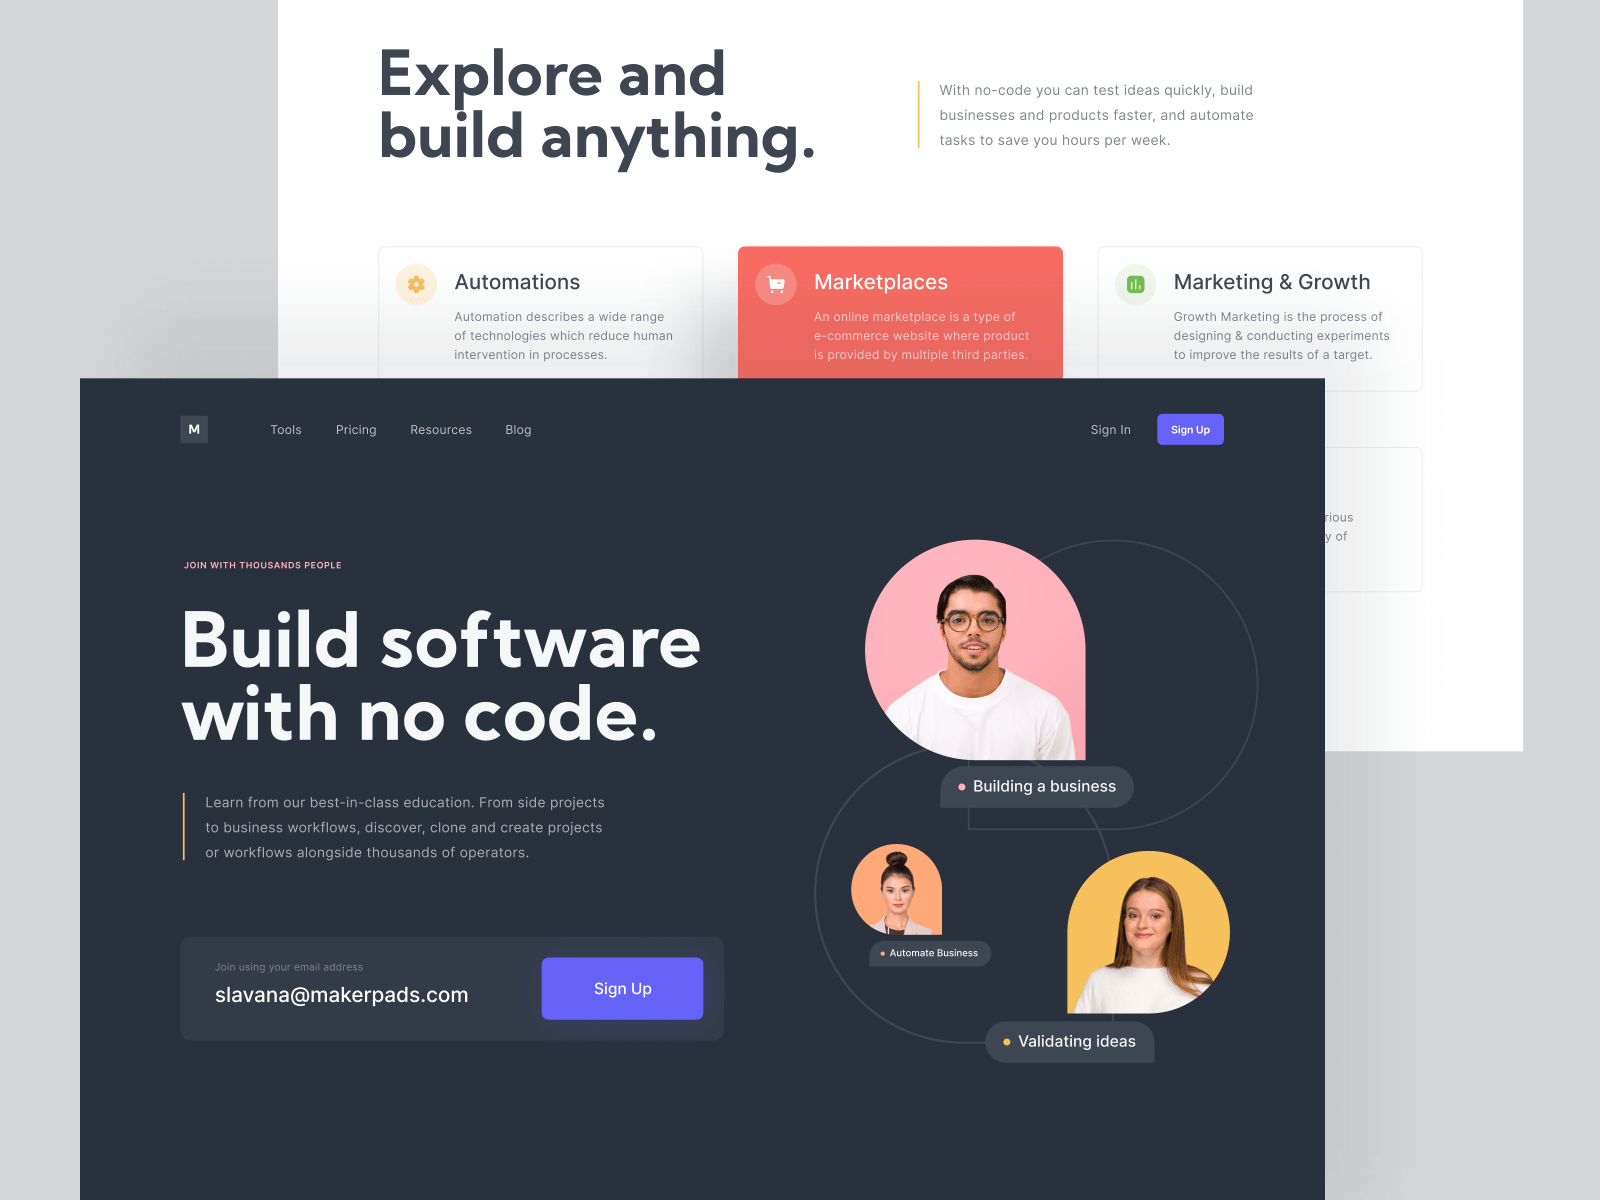 Explore and
build anything.
With no-code you can test ideas quickly, build
businesses and products faster, and automate
tasks to save you hours per week.
Automations
Automation describes a wide range
of technologies which reduce human
intervention in processes.
Marketplaces
An online marketplace is a type of
e-commerce website where product
is provided by multiple third parties.
Marketing & Growth
Growth Marketing is the process of
designing & conducting experiments
to improve the results of a target.
M
Tools
Pricing
Resources
Blog
Sign In
Sign Up
JOIN WITH THOUSANDS PEOPLE
Build software
with no code.
Learn from our best-in-class education. From side projects
to business workflows, discover, clone and create projects
or workflows alongside thousands of operators.
Join using your email address
slavana@makerpads.com
Sign Up
Building a business
Automate Business
Validating ideas
of